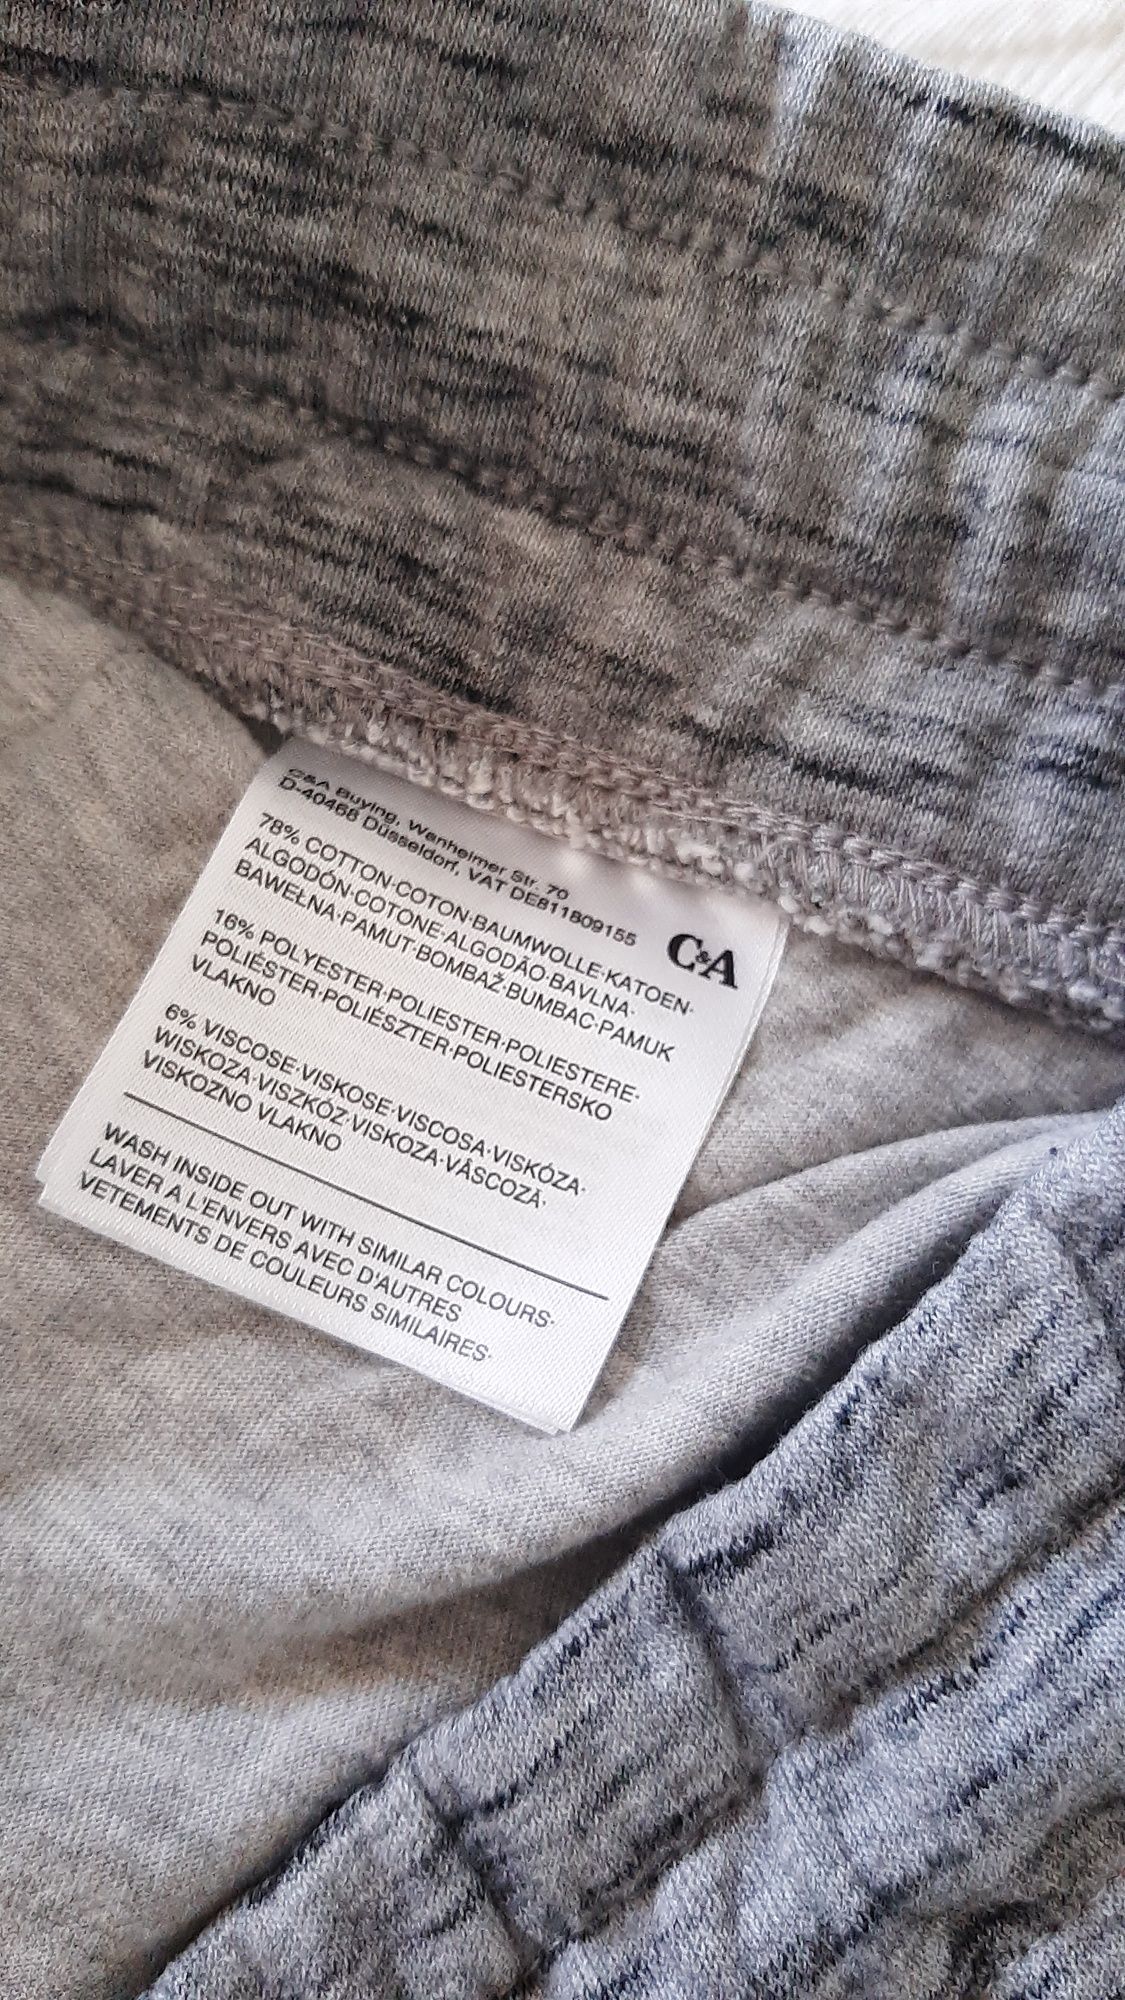 C&A Buying, Wanheimer Str. 70
D-40468 Düsseldorf, VAT DE811809155
C&A
78% COTTON·COTON·BAUMWOLLE·KATOEN·
ALGODÓN·COTONE·ALGODÃO·BAVLNA·
BAWEŁNA·PAMUT·BOMBAŽ·BUMBAC·PAMUK
16% POLYESTER·POLIESTER·POLIESTERE·
POLIÉSTER·POLIÉSZTER·POLIESTERSKO
VLAKNO
6% VISCOSE·VISKOSE·VISCOSA·VISKÓZA·
WISKOZA·VISZKÓZ·VISKOZA·VÂSCOZĂ·
VISKOZNO VLAKNO
WASH INSIDE OUT WITH SIMILAR COLOURS·
LAVER A L'ENVERS AVEC D'AUTRES
VETEMENTS DE COULEURS SIMILAIRES·